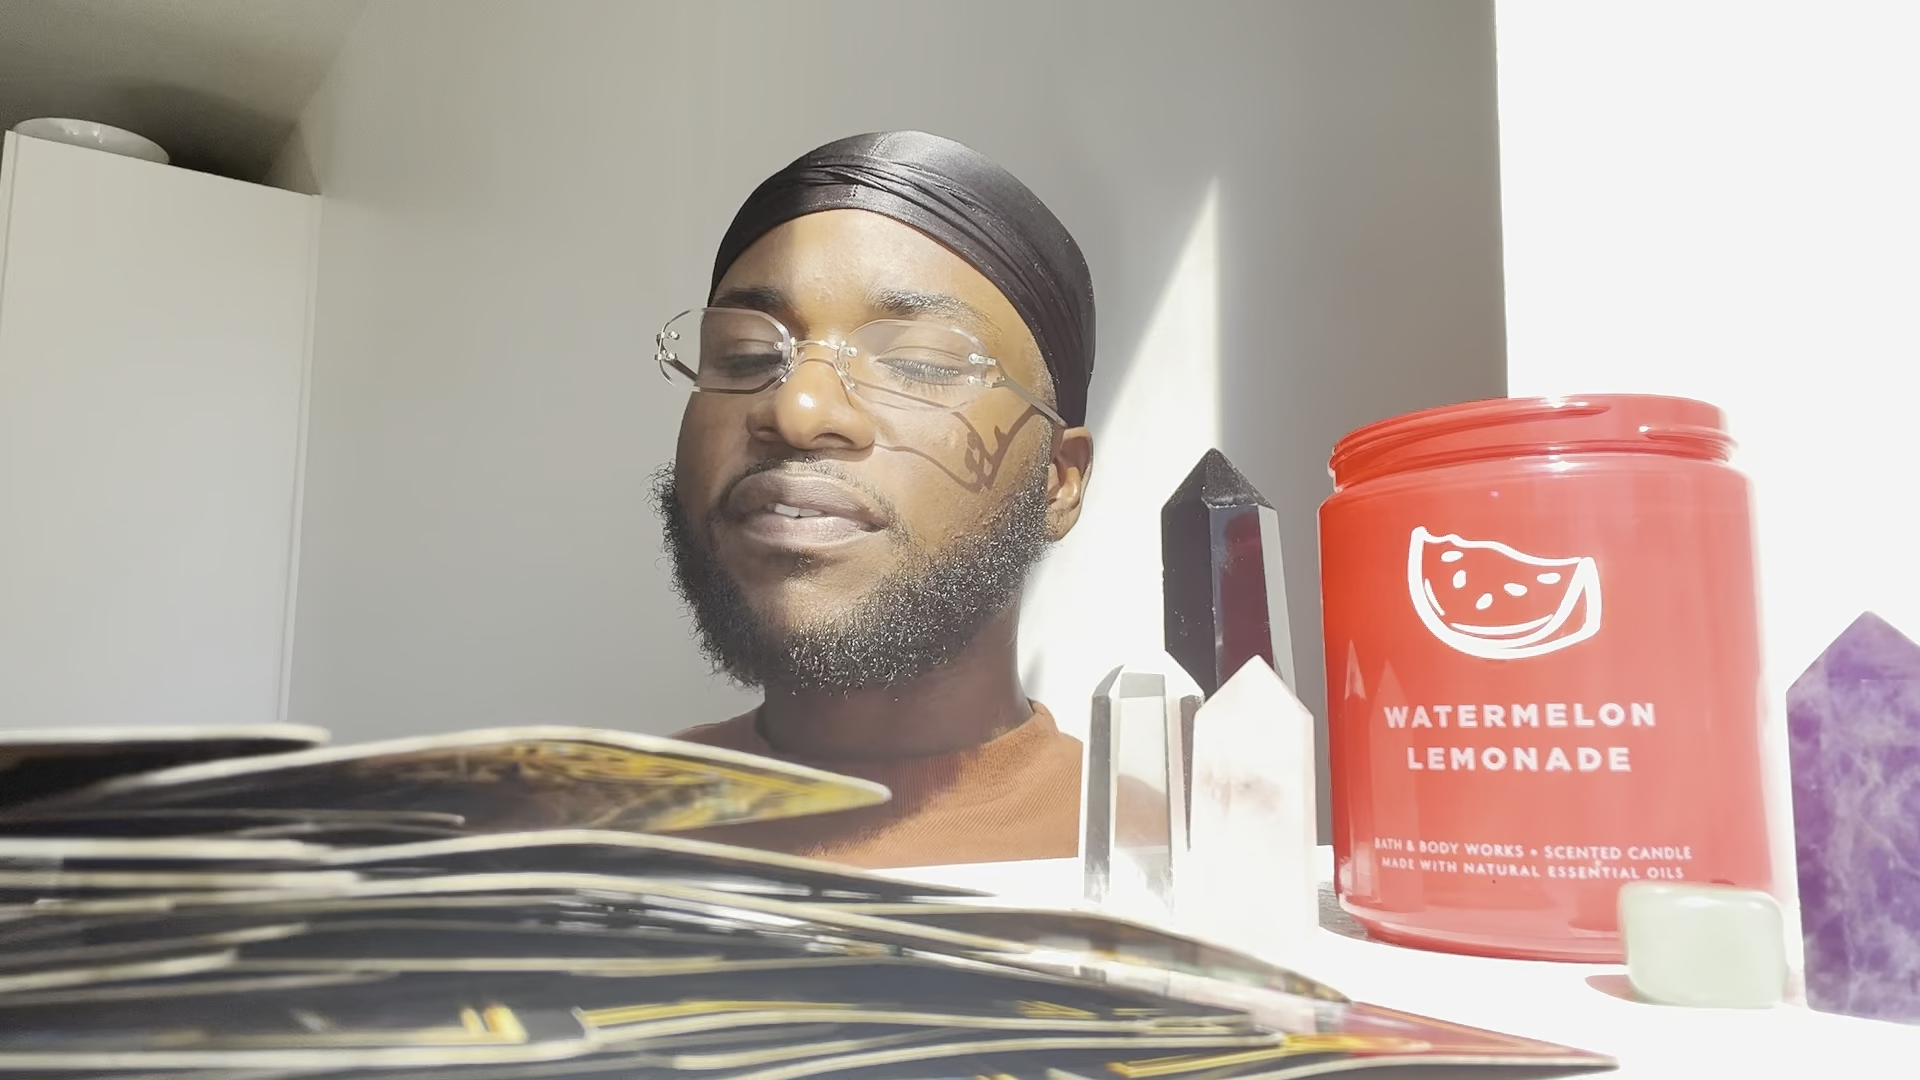 WATERMELON
LEMONADE
BATH & BODY WORKS • SCENTED CANDLE
MADE WITH NATURAL ESSENTIAL OILS